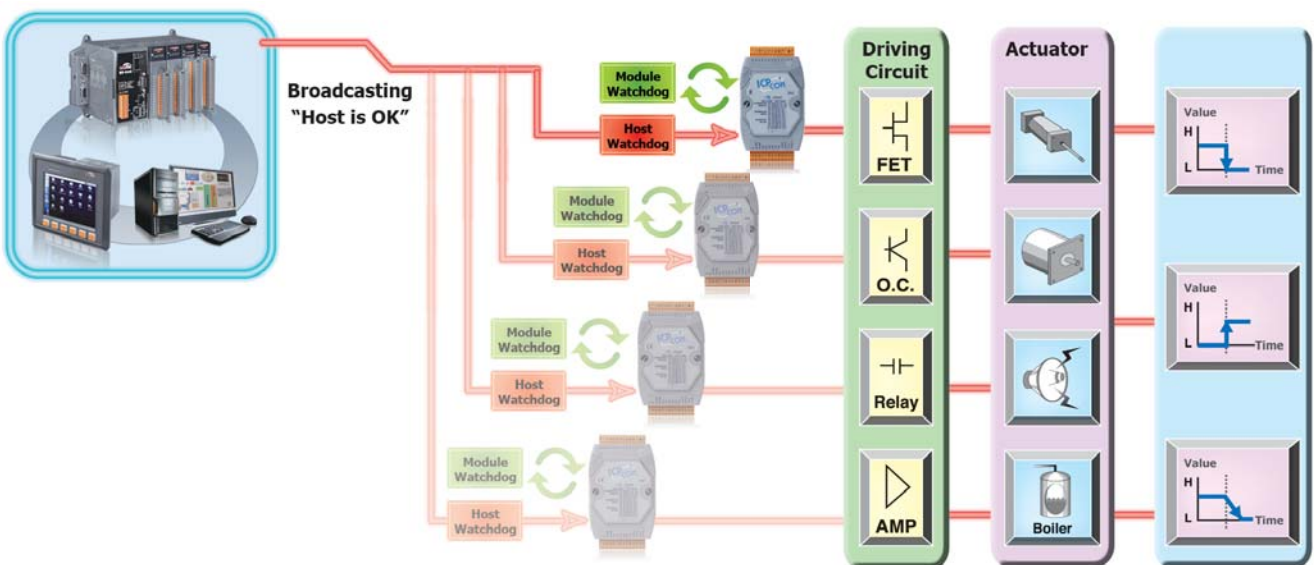 Broadcasting
"Host is OK"
Module
Watchdog
Host
Watchdog
Module
Watchdog
Host
Watchdog
Module
Watchdog
Host
Watchdog
Module
Watchdog
Host
Watchdog
Driving
Circuit
FET
O.C.
Relay
AMP
Actuator
Boiler
Value
H
L
Time
Value
H
L
Time
Value
H
L
Time